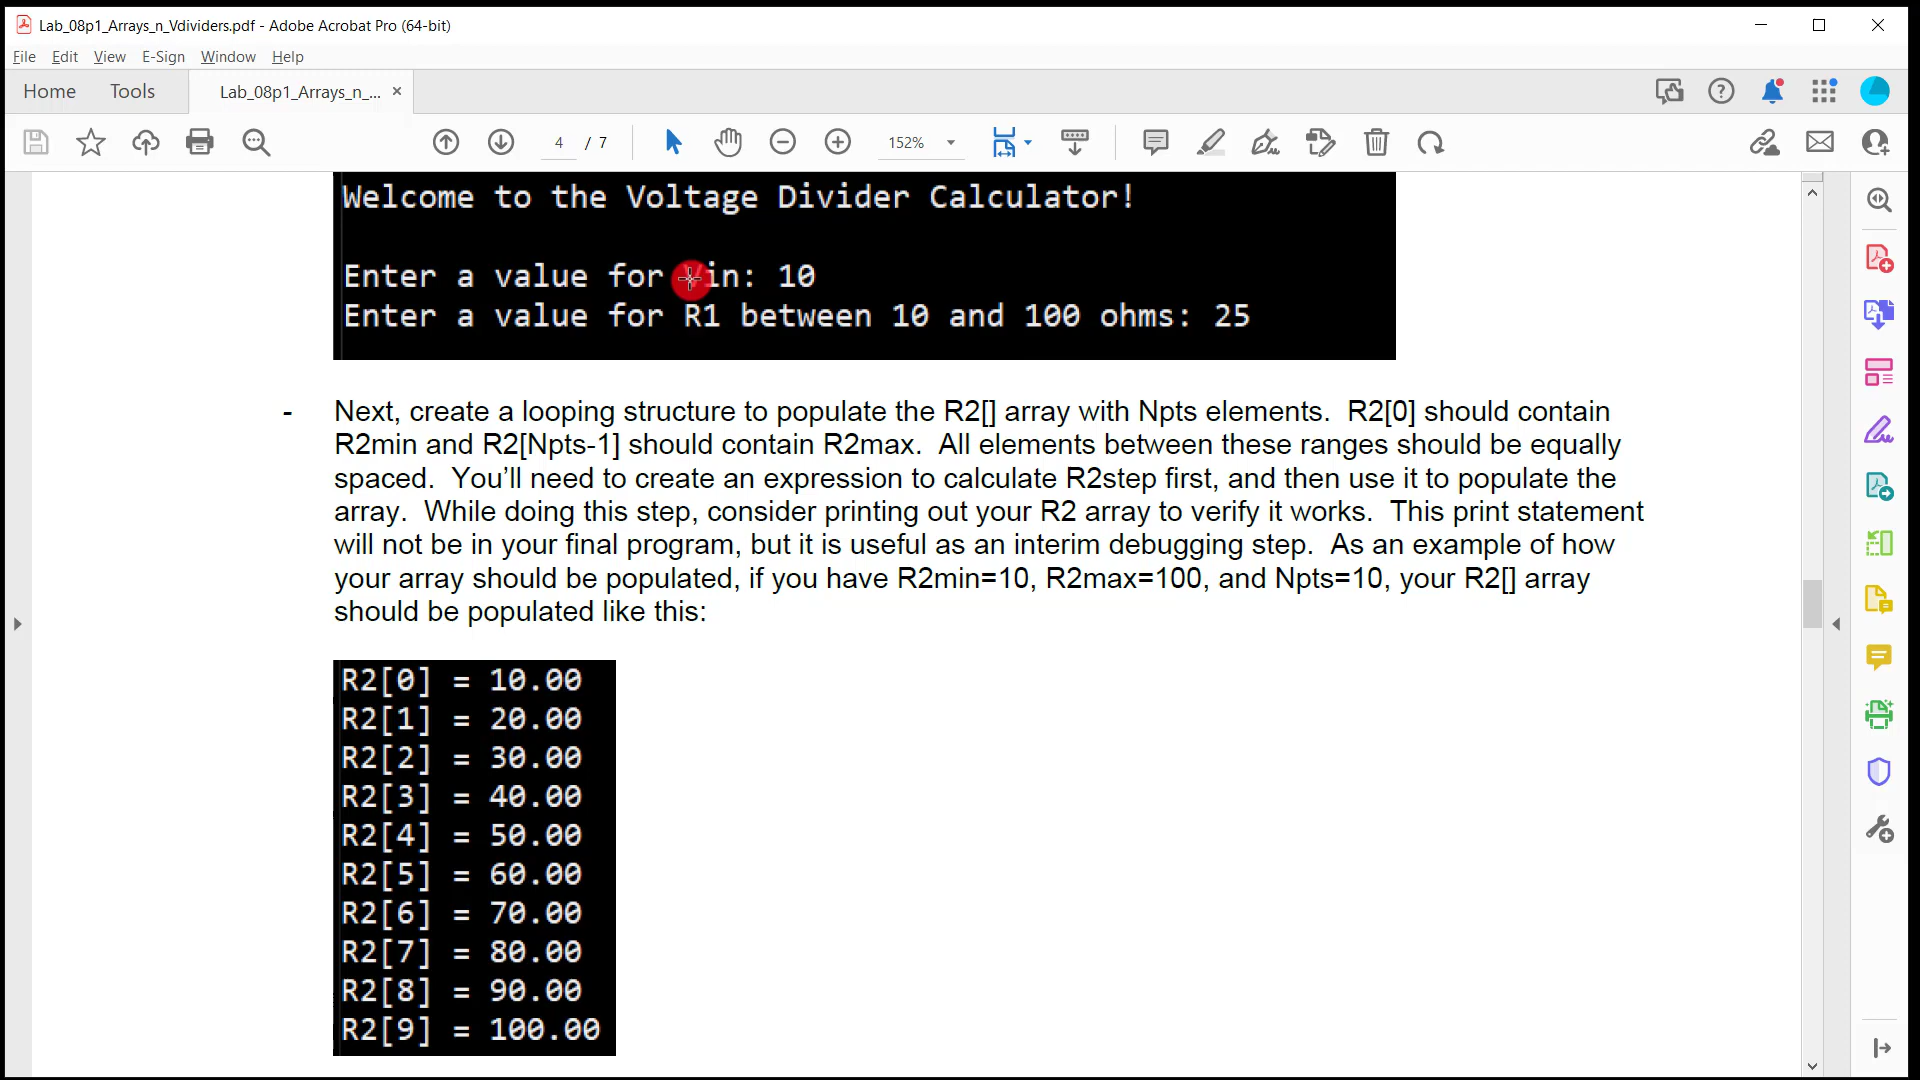 Lab_08p1_Arrays_n_Vdividers.pdf - Adobe Acrobat Pro (64-bit)
File Edit View E-Sign Window Help
Home Tools Lab_08p1_Arrays_n_... ×
4 / 7 152%
Welcome to the Voltage Divider Calculator!
Enter a value for Vin: 10
Enter a value for R1 between 10 and 100 ohms: 25
- Next, create a looping structure to populate the R2[] array with Npts elements. R2[0] should contain
R2min and R2[Npts-1] should contain R2max. All elements between these ranges should be equally
spaced. You’ll need to create an expression to calculate R2step first, and then use it to populate the
array. While doing this step, consider printing out your R2 array to verify it works. This print statement
will not be in your final program, but it is useful as an interim debugging step. As an example of how
your array should be populated, if you have R2min=10, R2max=100, and Npts=10, your R2[] array
should be populated like this:
R2[0] = 10.00
R2[1] = 20.00
R2[2] = 30.00
R2[3] = 40.00
R2[4] = 50.00
R2[5] = 60.00
R2[6] = 70.00
R2[7] = 80.00
R2[8] = 90.00
R2[9] = 100.00